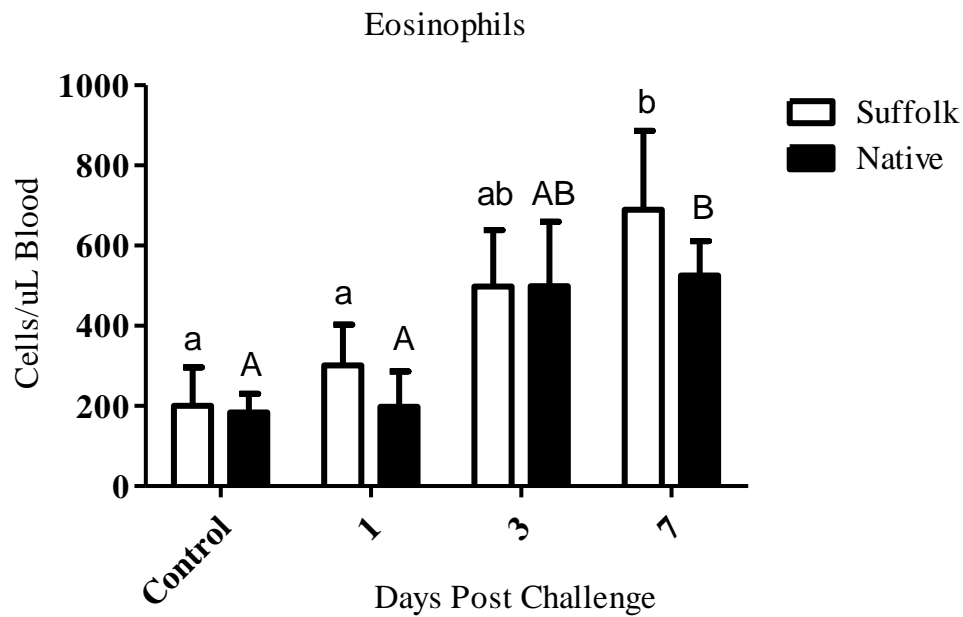 Eosinophils
1000
800
600
400
200
0
Cells/uL Blood
a
A
a
A
ab
AB
b
B
Suffolk
Native
Control
1
3
7
Days Post Challenge